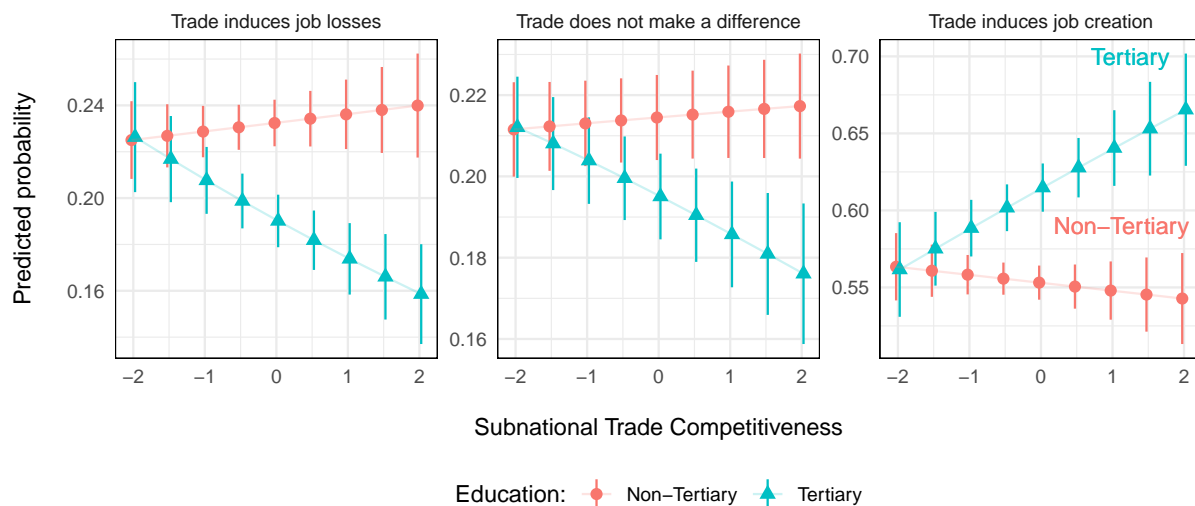 Trade induces job losses
Trade does not make a difference
Trade induces job creation
Predicted probability
0.24
0.20
0.16
0.22
0.20
0.18
0.16
0.70
0.65
0.60
0.55
Tertiary
Non−Tertiary
−2 −1 0 1 2
−2 −1 0 1 2
−2 −1 0 1 2
Subnational Trade Competitiveness
Education: Non−Tertiary Tertiary